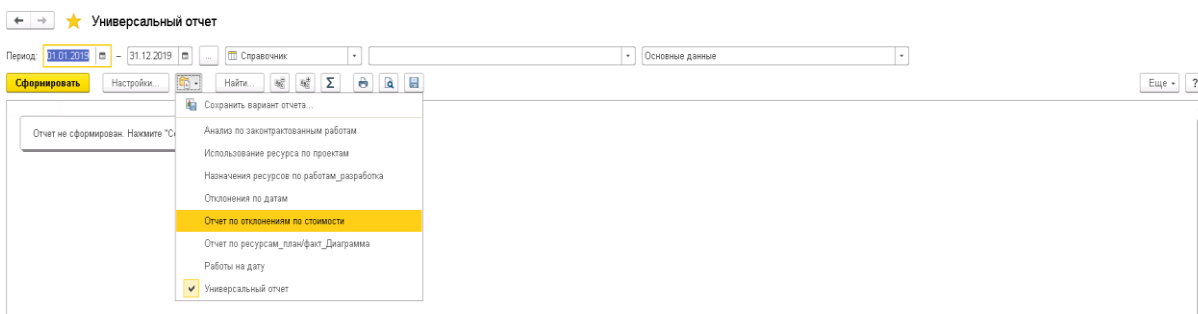 Универсальный отчет
Период: 01.01.2019 – 31.12.2019 ... Справочник Основные данные
Сформировать Настройки... Найти... Σ Еще ?
Сохранить вариант отчета...
Отчет не сформирован. Нажмите "С
Анализ по законтрактованным работам
Использование ресурса по проектам
Назначения ресурсов по работам_разработка
Отклонения по датам
Отчет по отклонениям по стоимости
Отчет по ресурсам_план/факт_Диаграмма
Работы на дату
Универсальный отчет